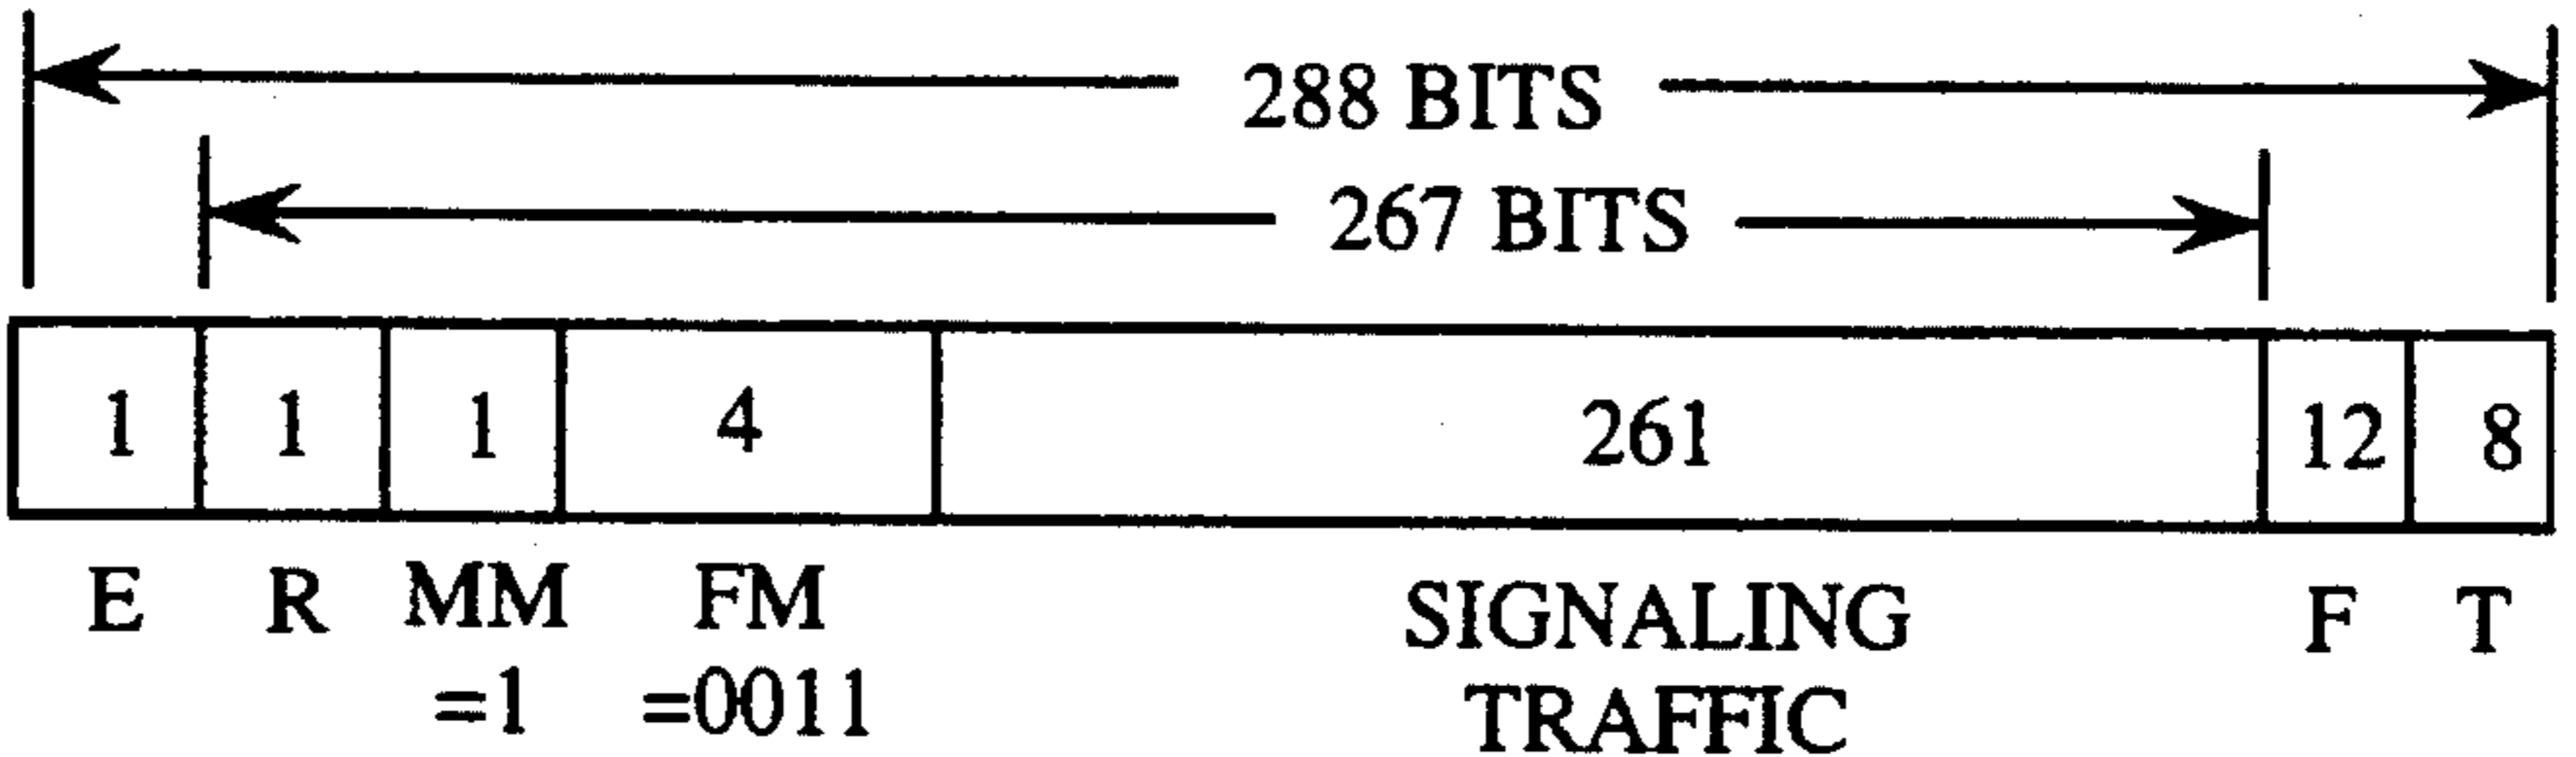 288 BITS
267 BITS
1 1 1 4 261 12 8
E R MM FM SIGNALING F T
=1 =0011 TRAFFIC